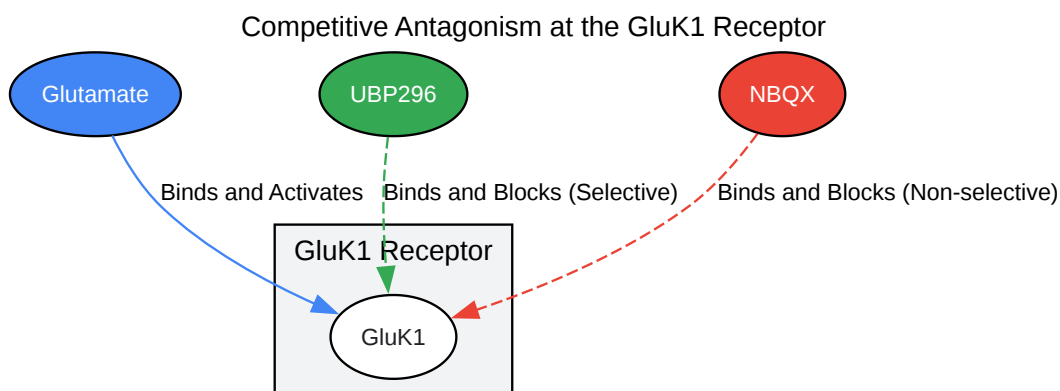 Competitive Antagonism at the GluK1 Receptor
Glutamate
UBP296
NBQX
Binds and Activates
Binds and Blocks (Selective)
Binds and Blocks (Non-selective)
GluK1 Receptor
GluK1